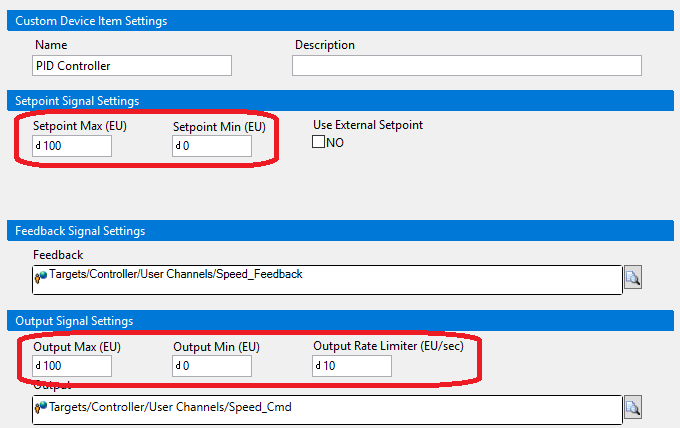 Custom Device Item Settings
Name Description
PID Controller
Setpoint Signal Settings
Setpoint Max (EU) Setpoint Min (EU) Use External Setpoint
d 100 d 0 NO
Feedback Signal Settings
Feedback
Targets/Controller/User Channels/Speed_Feedback
Output Signal Settings
Output Max (EU) Output Min (EU) Output Rate Limiter (EU/sec)
d 100 d 0 d 10
Output
Targets/Controller/User Channels/Speed_Cmd